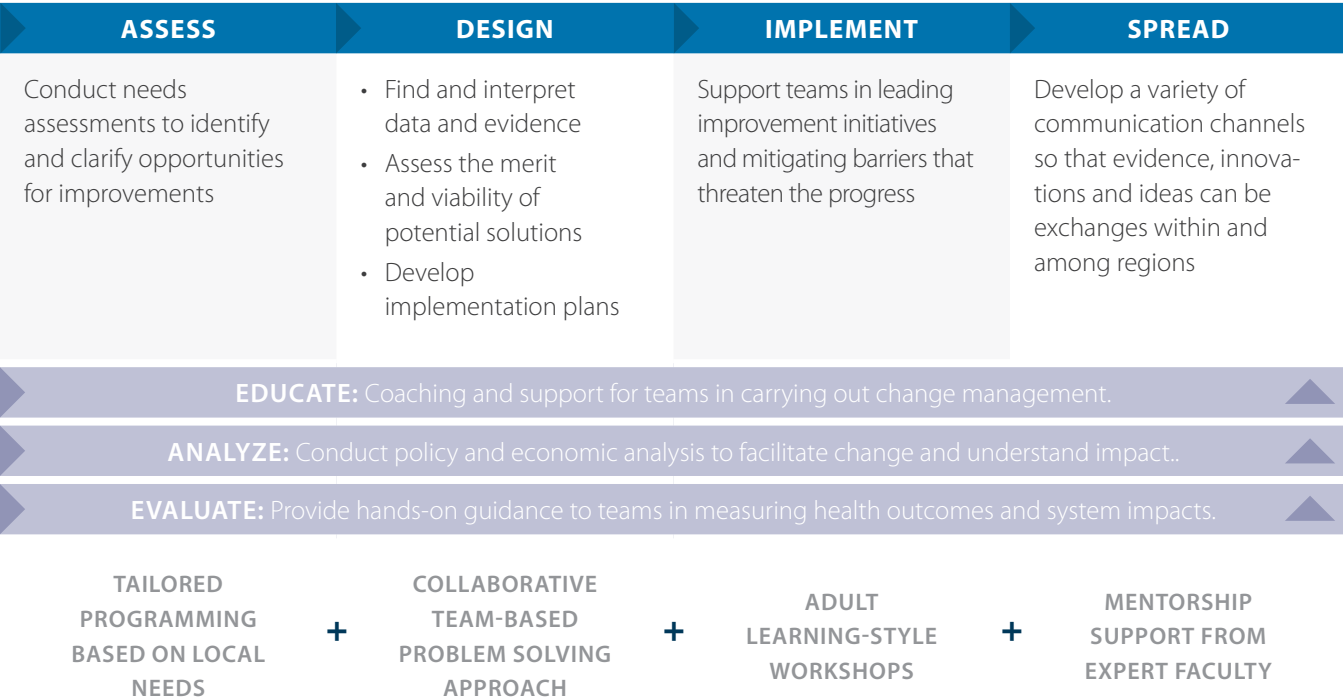 ASSESS
Conduct needs
assessments to identify
and clarify opportunities
for improvements
DESIGN
• Find and interpret
data and evidence
• Assess the merit
and viability of
potential solutions
• Develop
implementation plans
IMPLEMENT
Support teams in leading
improvement initiatives
and mitigating barriers that
threaten the progress
SPREAD
Develop a variety of
communication channels
so that evidence, innova-
tions and ideas can be
exchanges within and
among regions
EDUCATE: Coaching and support for teams in carrying out change management.
ANALYZE: Conduct policy and economic analysis to facilitate change and understand impact..
EVALUATE: Provide hands-on guidance to teams in measuring health outcomes and system impacts.
TAILORED
PROGRAMMING
BASED ON LOCAL
NEEDS
+
COLLABORATIVE
TEAM-BASED
PROBLEM SOLVING
APPROACH
+
ADULT
LEARNING-STYLE
WORKSHOPS
+
MENTORSHIP
SUPPORT FROM
EXPERT FACULTY